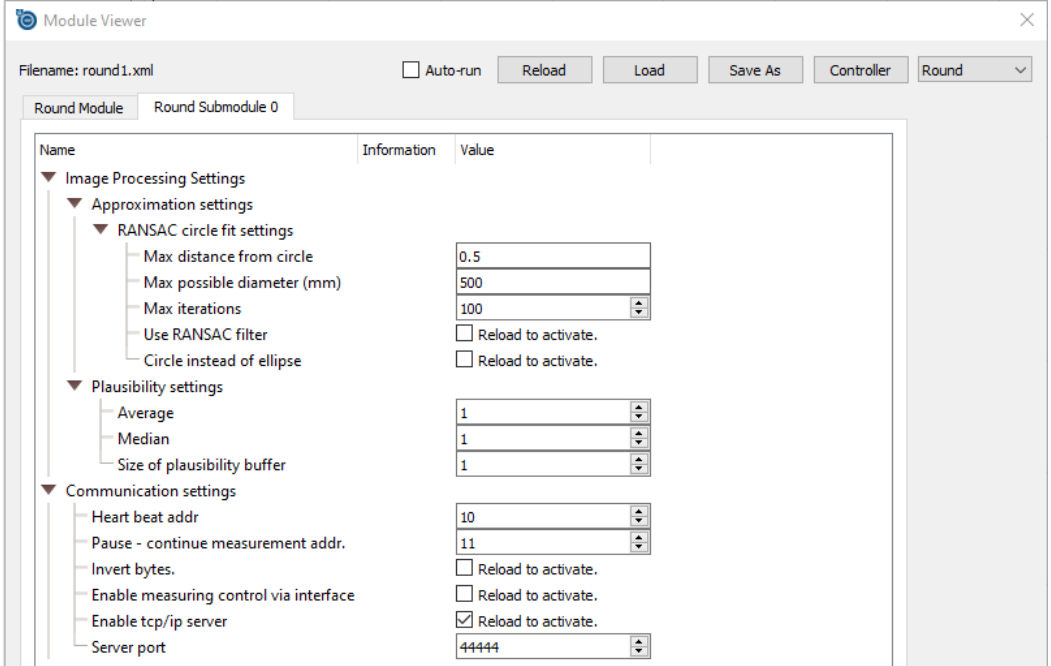 Module Viewer
Filename: round1.xml Auto-run Reload Load Save As Controller Round
Round Module Round Submodule 0
Name Information Value
Image Processing Settings
Approximation settings
RANSAC circle fit settings
Max distance from circle 0.5
Max possible diameter (mm) 500
Max iterations 100
Use RANSAC filter Reload to activate.
Circle instead of ellipse Reload to activate.
Plausibility settings
Average 1
Median 1
Size of plausibility buffer 1
Communication settings
Heart beat addr 10
Pause - continue measurement addr. 11
Invert bytes. Reload to activate.
Enable measuring control via interface Reload to activate.
Enable tcp/ip server Reload to activate.
Server port 44444